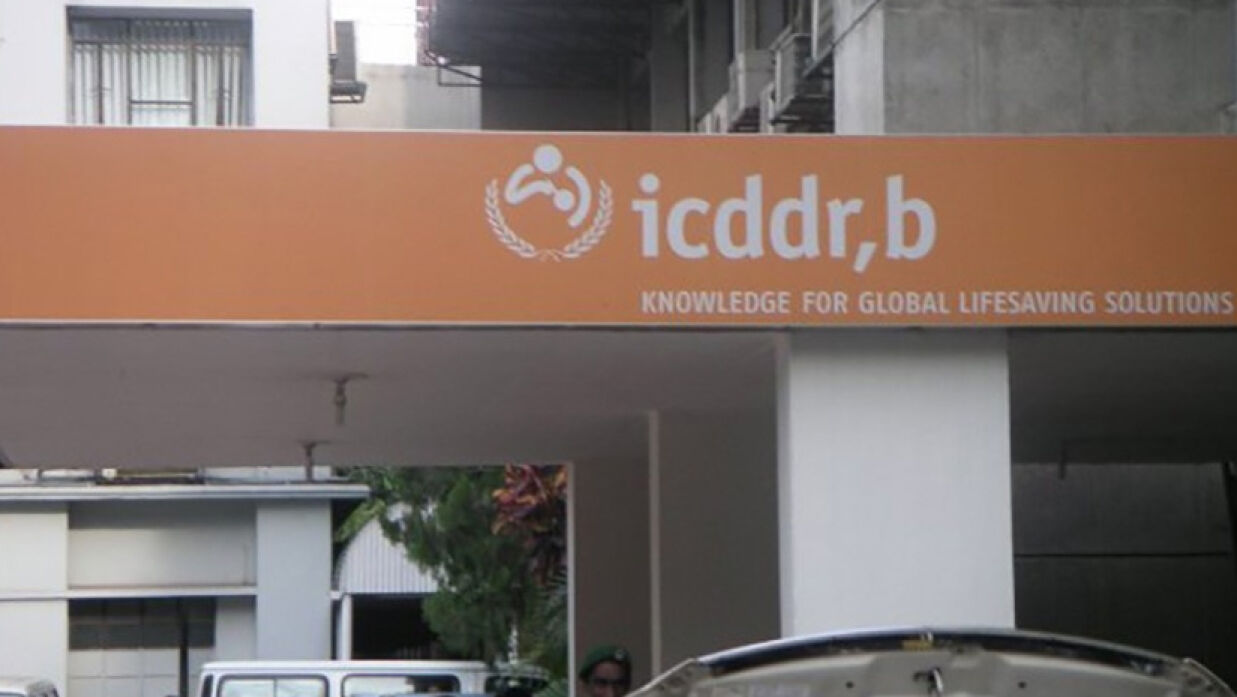 icddr,b
KNOWLEDGE FOR GLOBAL LIFESAVING SOLUTIONS